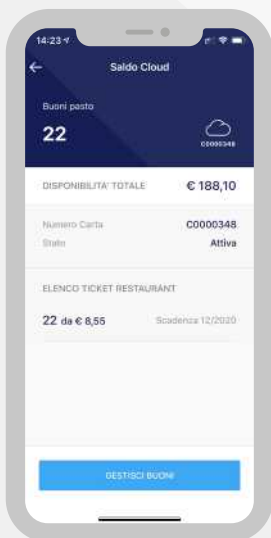 14:23
Saldo Cloud
Buoni pasto
22
C0000348
DISPONIBILITA' TOTALE € 188,10
Numero Carta C0000348
Stato Attiva
ELENCO TICKET RESTAURANT
22 da € 8,55 Scadenza 12/2020
GESTISCI BUONI